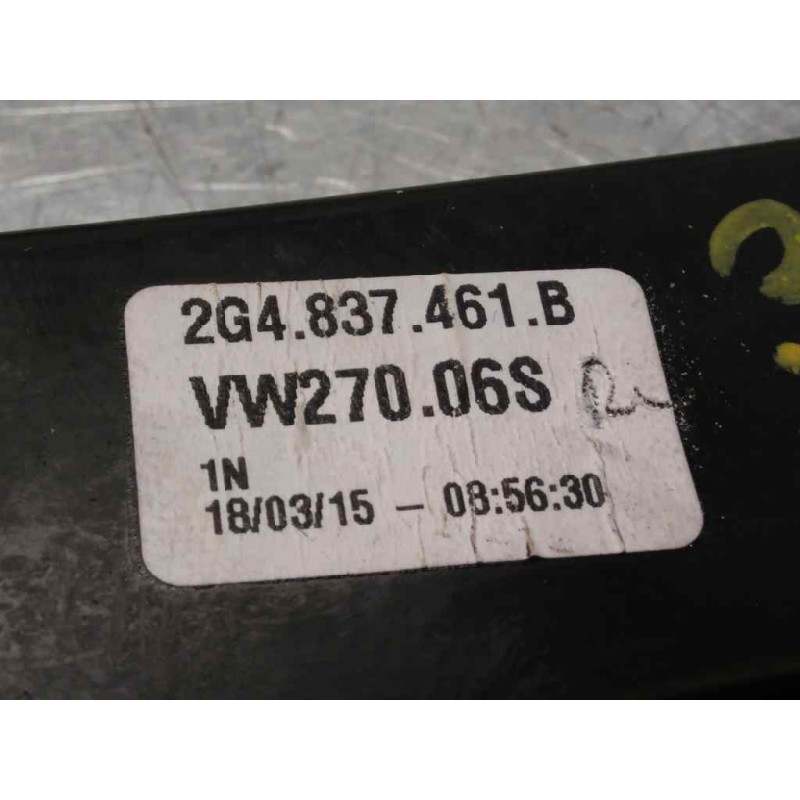 2G4.837.461.B
VW270.06S
1N
18/03/15 – 08:56:30